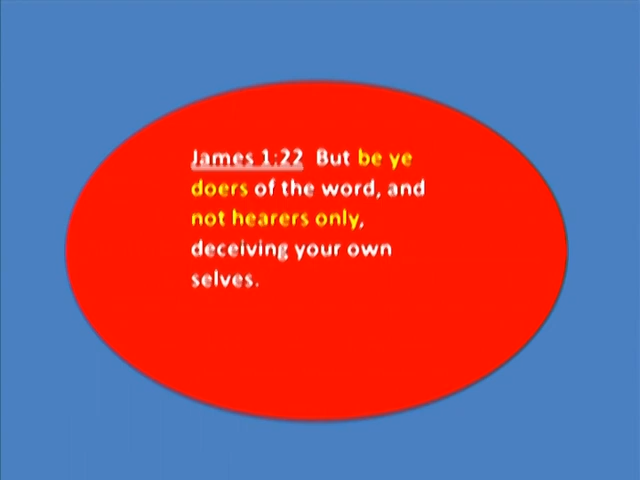 James 1:22 But be ye
doers of the word, and
not hearers only,
deceiving your own
selves.